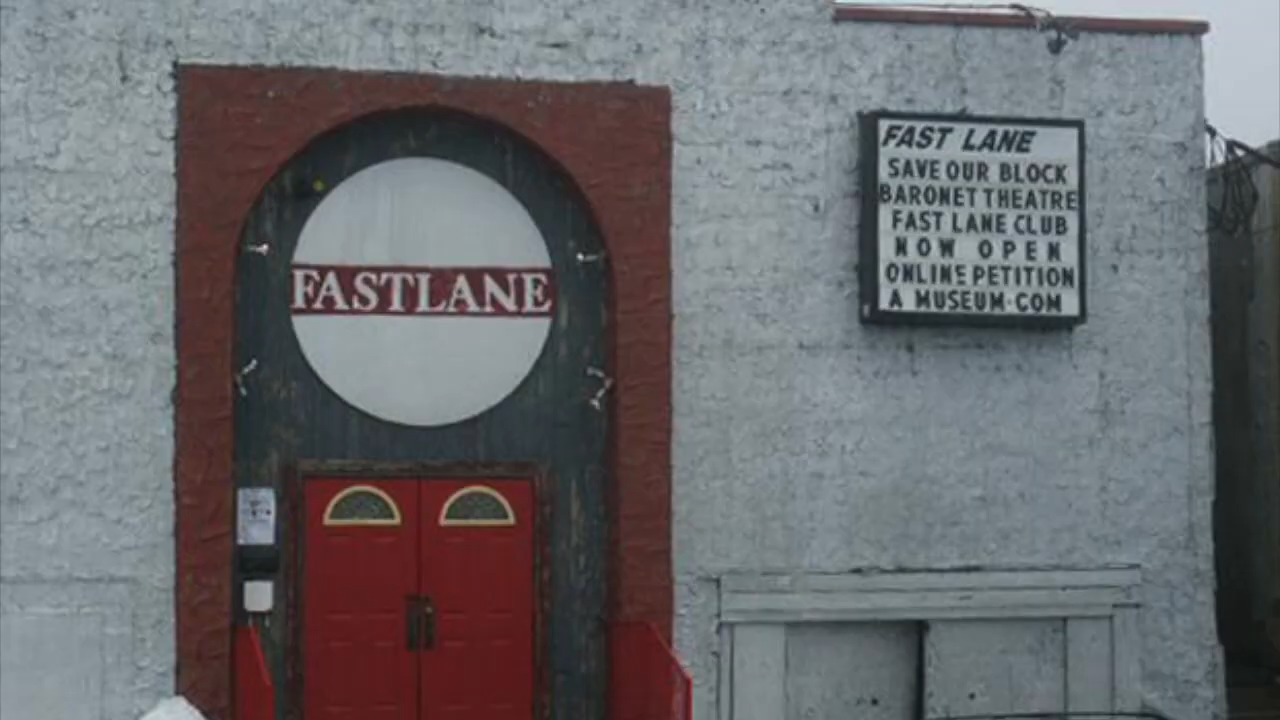 FASTLANE
FAST LANE
SAVE OUR BLOCK
BARONET THEATRE
FAST LANE CLUB
NOW OPEN
ONLINE PETITION
A MUSEUM.COM